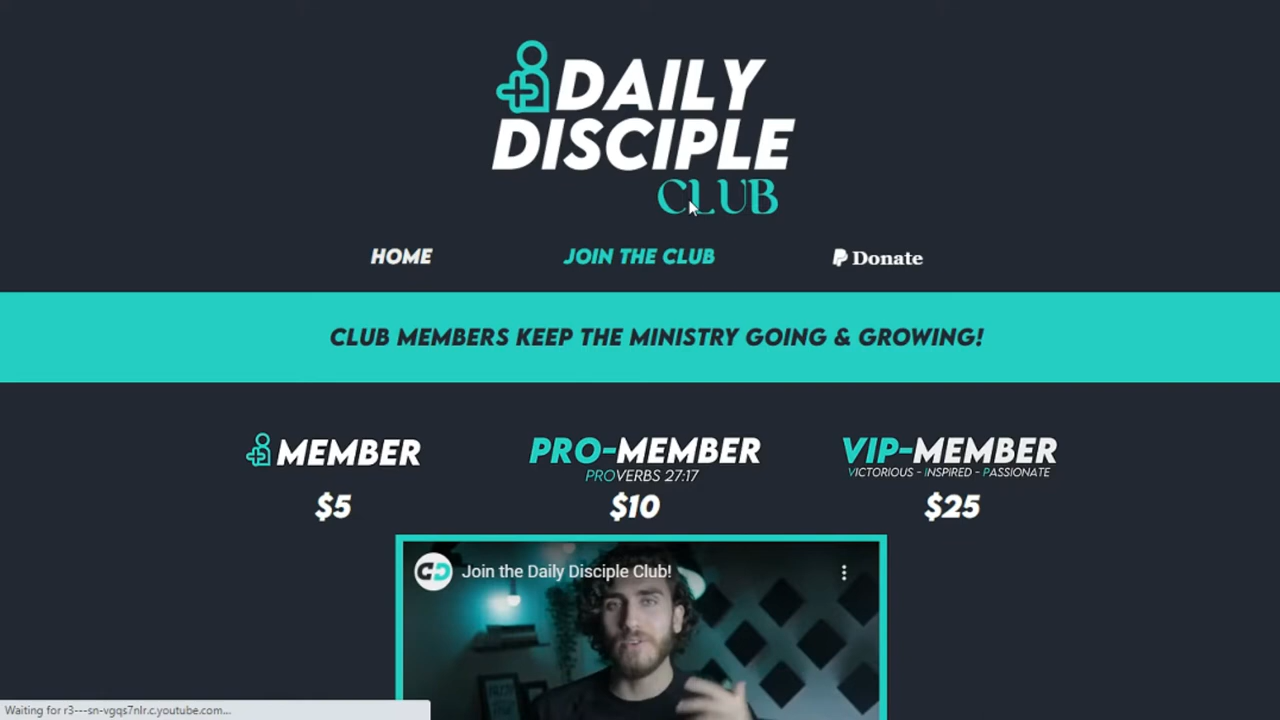 DAILY
DISCIPLE
CLUB
HOME
JOIN THE CLUB
Donate
CLUB MEMBERS KEEP THE MINISTRY GOING & GROWING!
MEMBER
PRO-MEMBER
VIP-MEMBER
PROVERBS 27:17
VICTORIOUS - INSPIRED - PASSIONATE
$5
$10
$25
Join the Daily Disciple Club!
Waiting for r3---sn-vgqs7nlr.c.youtube.com...